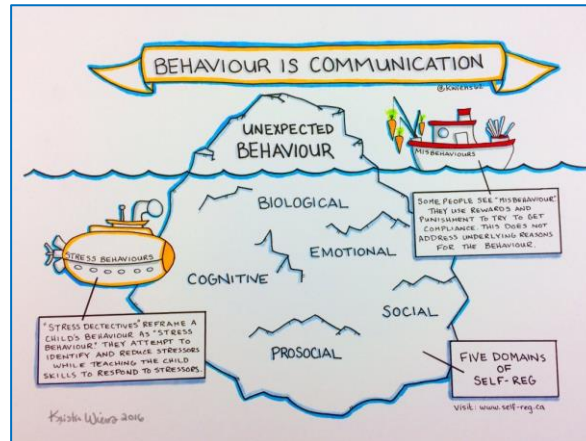 BEHAVIOUR IS COMMUNICATION
@kwiens62
UNEXPECTED
BEHAVIOUR
MISBEHAVIOURS
BIOLOGICAL
EMOTIONAL
COGNITIVE
SOCIAL
PROSOCIAL
SOME PEOPLE SEE "MISBEHAVIOUR."
THEY USE REWARDS AND
PUNISHMENT TO TRY TO GET
COMPLIANCE. THIS DOES NOT
ADDRESS UNDERLYING REASONS
FOR THE BEHAVIOUR.
STRESS BEHAVIOURS
"STRESS DECTECTIVES" REFRAME A
CHILD'S BEHAVIOUR AS "STRESS
BEHAVIOUR." THEY ATTEMPT TO
IDENTIFY AND REDUCE STRESSORS
WHILE TEACHING THE CHILD
SKILLS TO RESPOND TO STRESSORS.
FIVE DOMAINS
OF SELF-REG
Kristin Wiens 2016
Visit: www.self-reg.ca